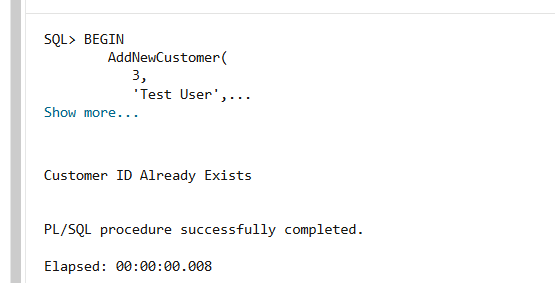 SQL> BEGIN
AddNewCustomer(
3,
'Test User',...
Show more...
Customer ID Already Exists
PL/SQL procedure successfully completed.
Elapsed: 00:00:00.008